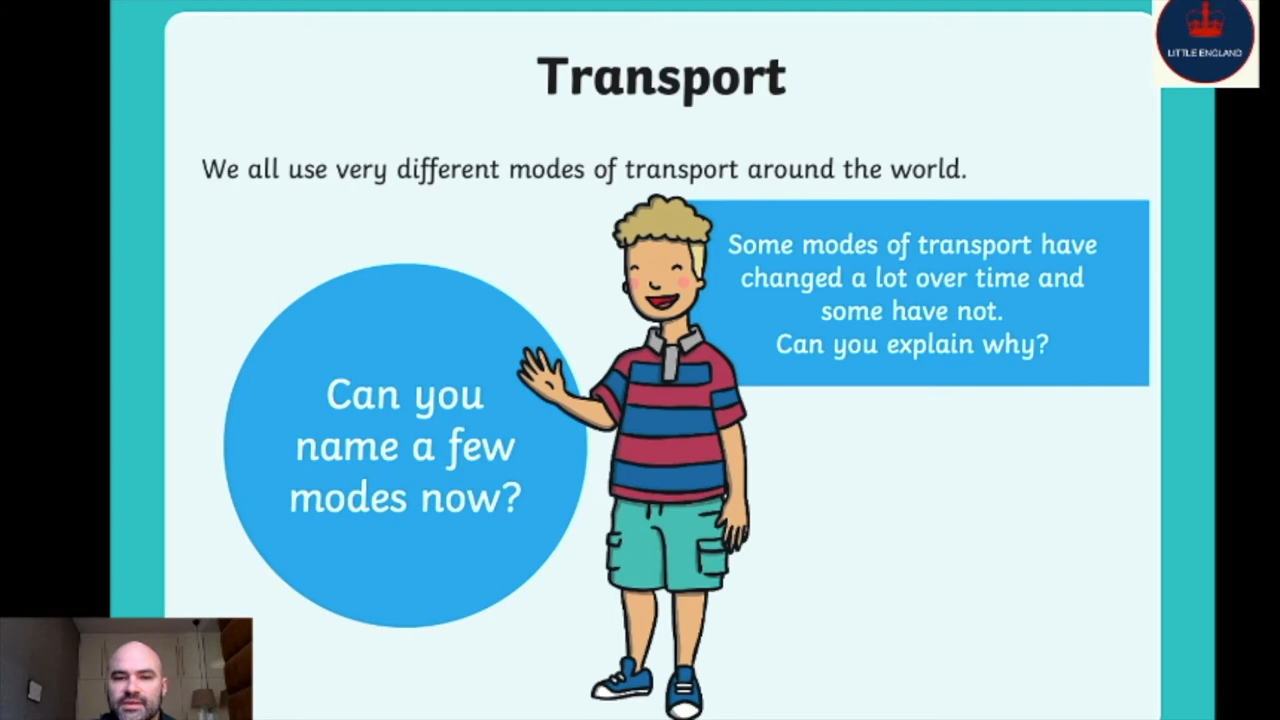 LITTLE ENGLAND
Transport
We all use very different modes of transport around the world.
Some modes of transport have
changed a lot over time and
some have not.
Can you explain why?
Can you
name a few
modes now?